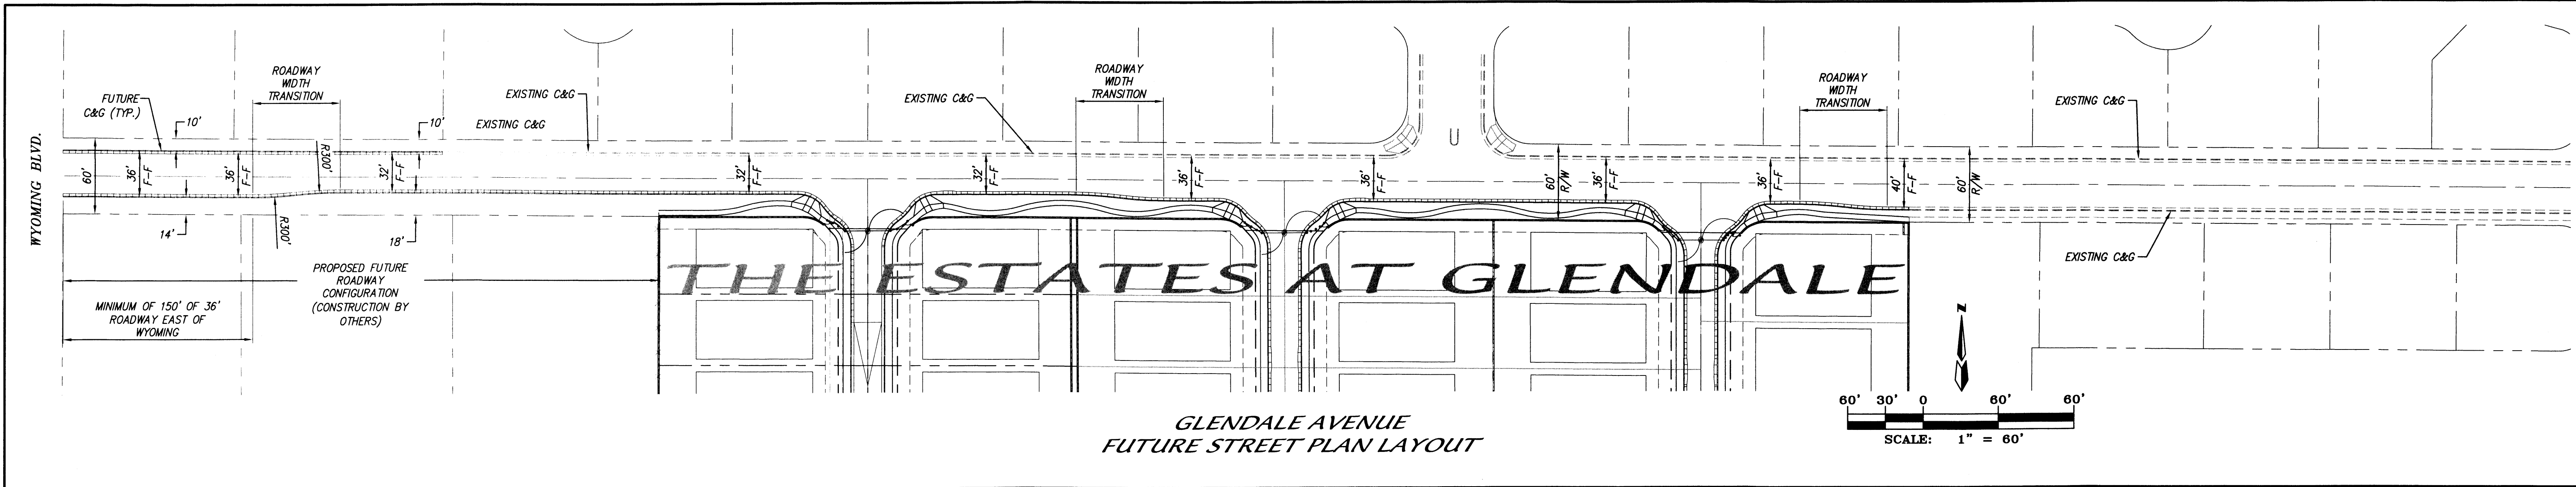 WYOMING BLVD.
FUTURE
C&G (TYP.)
10'
ROADWAY
WIDTH
TRANSITION
10'
EXISTING C&G
EXISTING C&G
60'
36'
F-F
36'
F-F
R300'
R300'
32'
F-F
14'
18'
32'
F-F
EXISTING C&G
32'
F-F
ROADWAY
WIDTH
TRANSITION
36'
F-F
36'
F-F
60'
R/W
36'
F-F
ROADWAY
WIDTH
TRANSITION
36'
F-F
40'
F-F
60'
R/W
EXISTING C&G
EXISTING C&G
PROPOSED FUTURE
ROADWAY
CONFIGURATION
(CONSTRUCTION BY
OTHERS)
MINIMUM OF 150' OF 36'
ROADWAY EAST OF
WYOMING
THE ESTATES AT GLENDALE
N
GLENDALE AVENUE
FUTURE STREET PLAN LAYOUT
60' 30' 0 60' 60'
SCALE: 1" = 60'